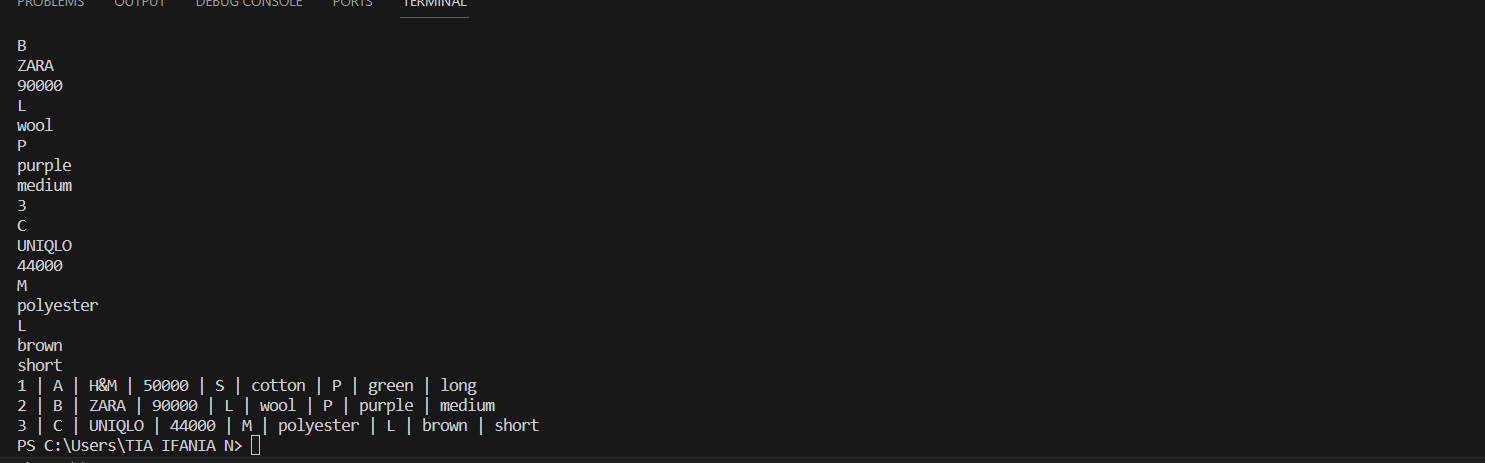 PROBLEMS OUTPUT DEBUG CONSOLE PORTS TERMINAL
B
ZARA
90000
L
wool
P
purple
medium
3
C
UNIQLO
44000
M
polyester
L
brown
short
1 | A | H&M | 50000 | S | cotton | P | green | long
2 | B | ZARA | 90000 | L | wool | P | purple | medium
3 | C | UNIQLO | 44000 | M | polyester | L | brown | short
PS C:\Users\TIA IFANIA N>